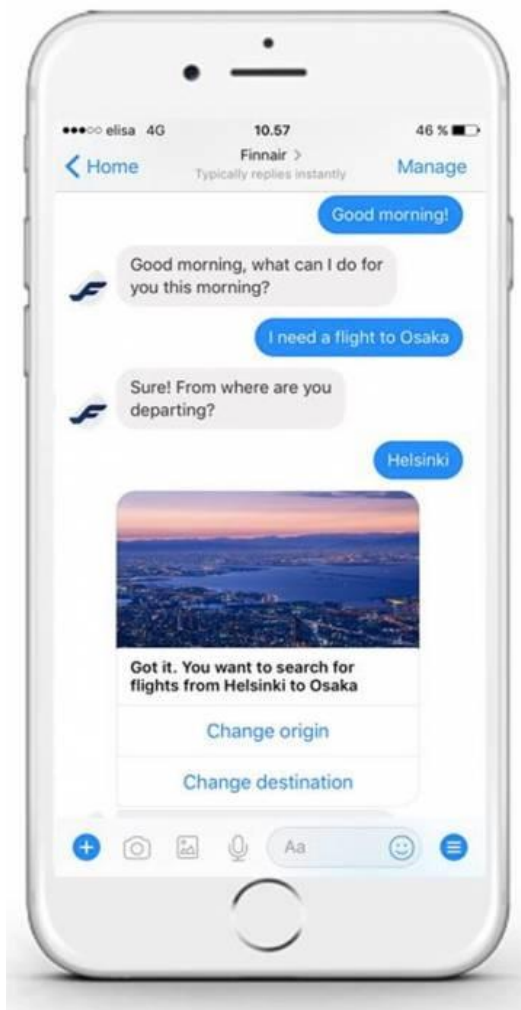 elisa 4G 10.57 46 %
Home Finnair Manage
Typically replies instantly
Good morning!
Good morning, what can I do for
you this morning?
I need a flight to Osaka
Sure! From where are you
departing?
Helsinki
Got it. You want to search for
flights from Helsinki to Osaka
Change origin
Change destination
Aa